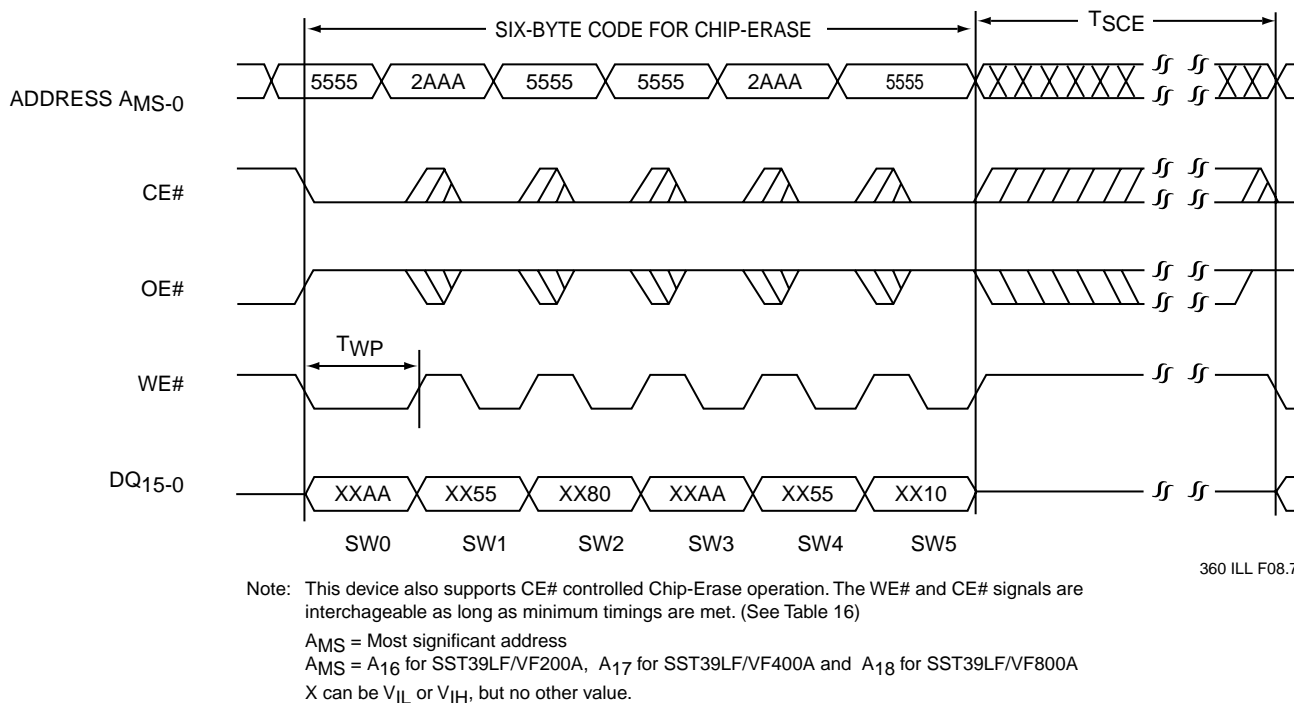 SIX-BYTE CODE FOR CHIP-ERASE TSCE
ADDRESS AMS-0 5555 2AAA 5555 5555 2AAA 5555
CE#
OE#
TWP
WE#
DQ15-0 XXAA XX55 XX80 XXAA XX55 XX10
SW0 SW1 SW2 SW3 SW4 SW5
360 ILL F08.7
Note: This device also supports CE# controlled Chip-Erase operation. The WE# and CE# signals are
interchageable as long as minimum timings are met. (See Table 16)
AMS = Most significant address
AMS = A16 for SST39LF/VF200A, A17 for SST39LF/VF400A and A18 for SST39LF/VF800A
X can be VIL or VIH, but no other value.